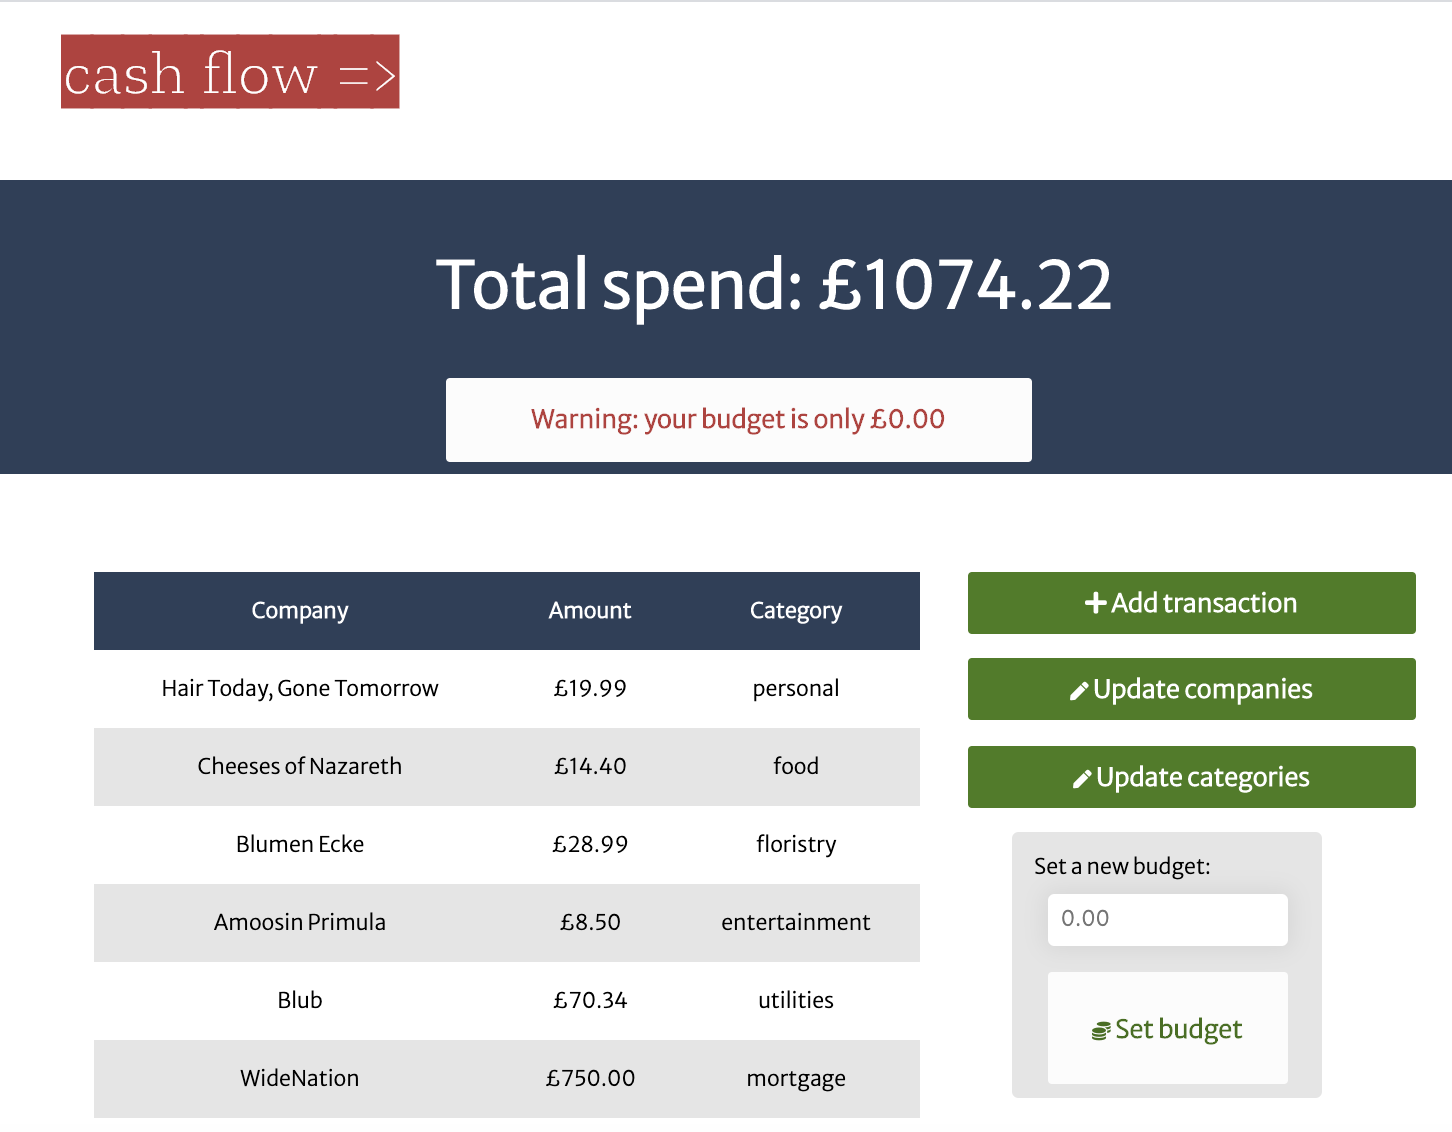 cash flow =>
Total spend: £1074.22
Warning: your budget is only £0.00
Company Amount Category
Hair Today, Gone Tomorrow £19.99 personal
Cheeses of Nazareth £14.40 food
Blumen Ecke £28.99 floristry
Amoosin Primula £8.50 entertainment
Blub £70.34 utilities
WideNation £750.00 mortgage
Add transaction
Update companies
Update categories
Set a new budget:
0.00
Set budget